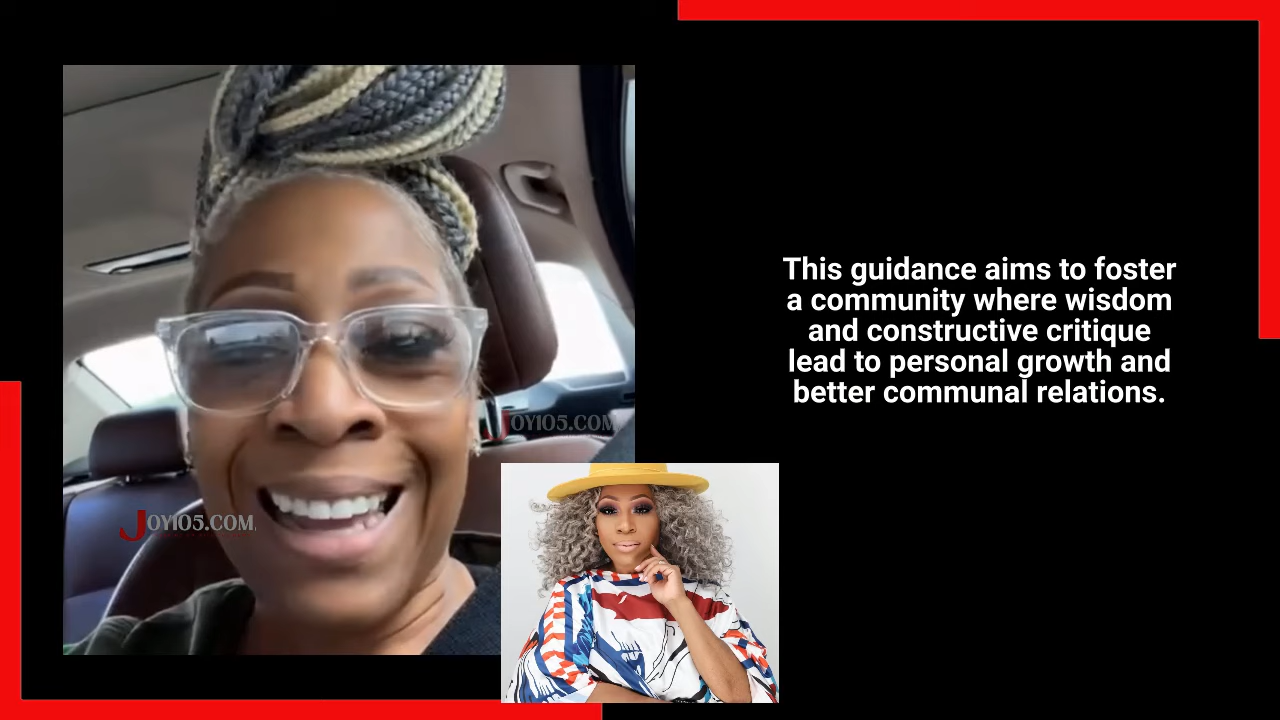 This guidance aims to foster
a community where wisdom
and constructive critique
lead to personal growth and
better communal relations.
JOY105.COM
JOY105.COM